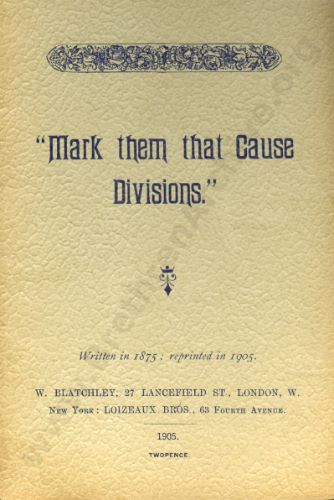 "Mark them that Cause
Divisions."
Written in 1875 ; reprinted in 1905.
W. BLATCHLEY, 27 LANCEFIELD ST., LONDON, W.
NEW YORK : LOIZEAUX BROS., 63 FOURTH AVENUE.
1905.
TWOPENCE